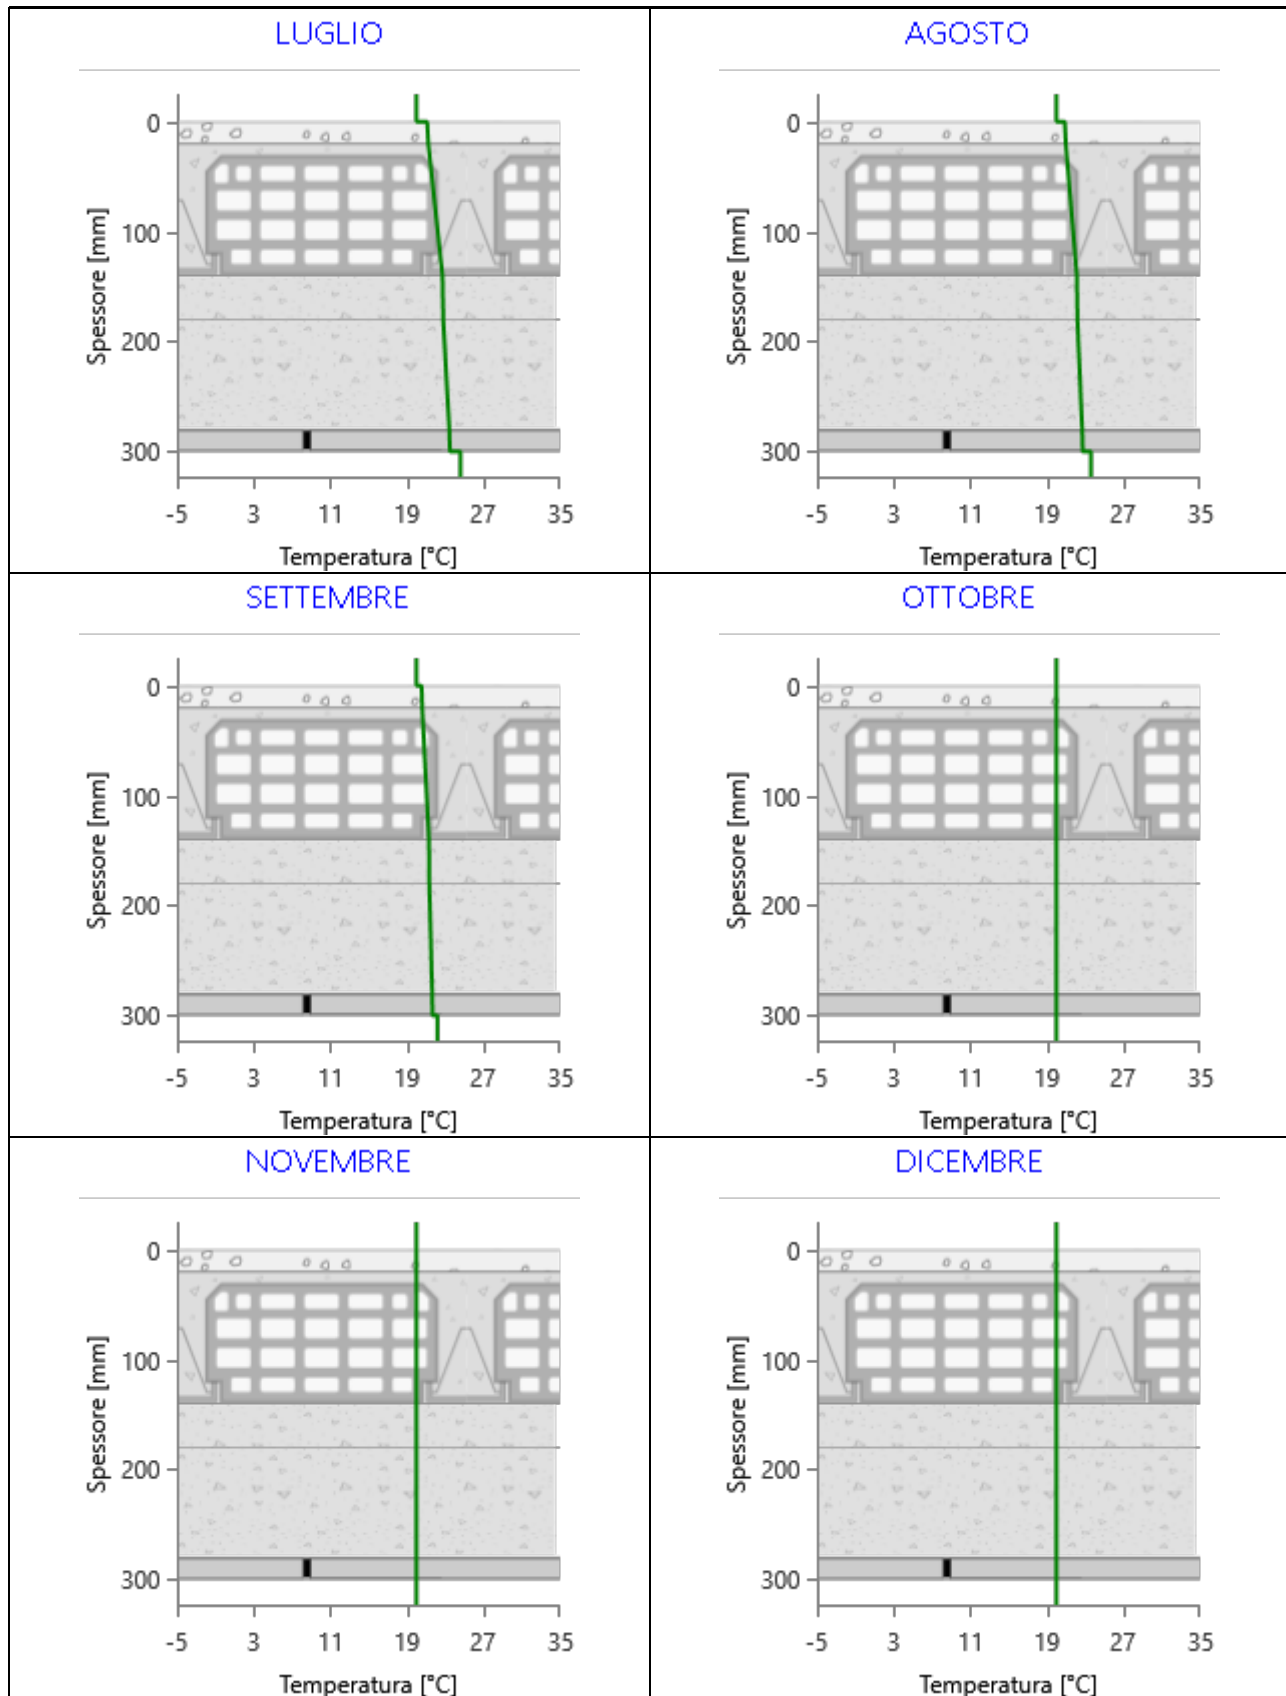 LUGLIO
0
100
200
300
Spessore [mm]
-5 3 11 19 27 35
Temperatura [°C]
AGOSTO
0
100
200
300
Spessore [mm]
-5 3 11 19 27 35
Temperatura [°C]
SETTEMBRE
0
100
200
300
Spessore [mm]
-5 3 11 19 27 35
Temperatura [°C]
OTTOBRE
0
100
200
300
Spessore [mm]
-5 3 11 19 27 35
Temperatura [°C]
NOVEMBRE
0
100
200
300
Spessore [mm]
-5 3 11 19 27 35
Temperatura [°C]
DICEMBRE
0
100
200
300
Spessore [mm]
-5 3 11 19 27 35
Temperatura [°C]